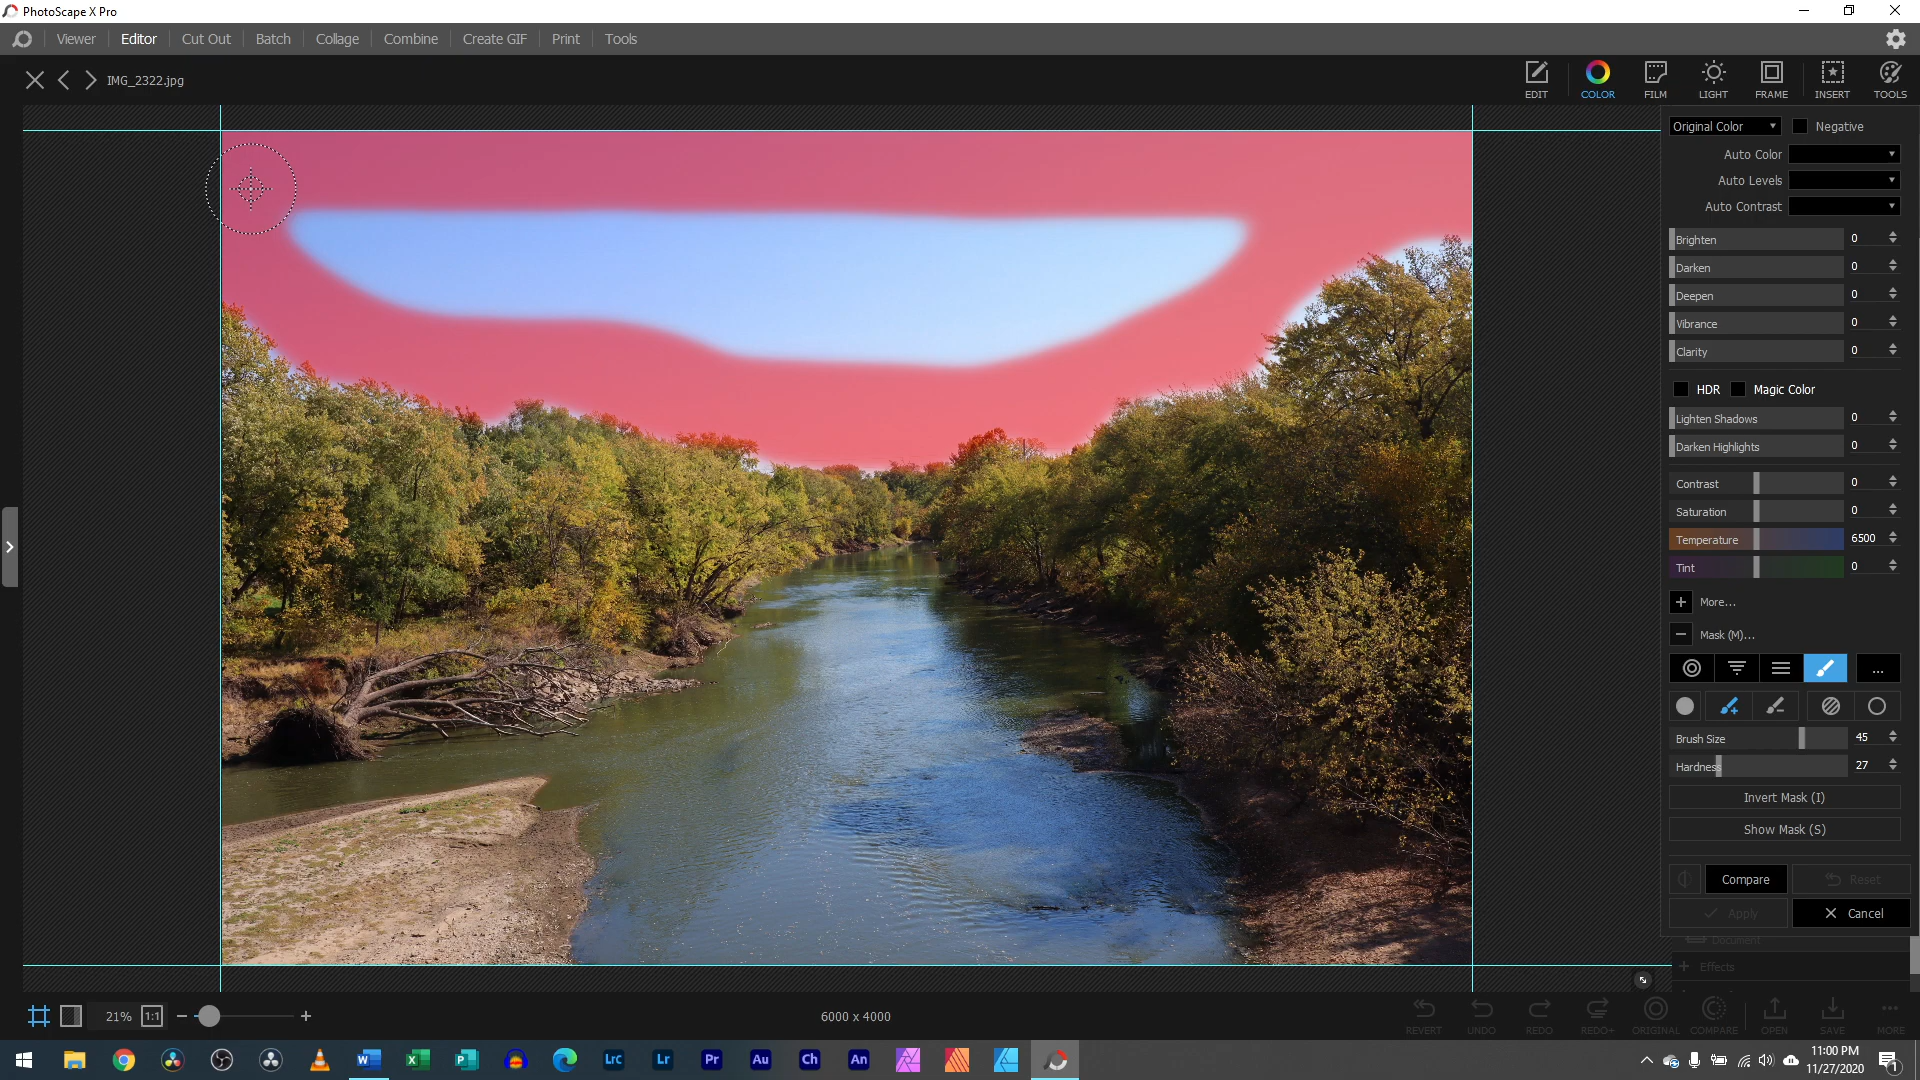 PhotoScape X Pro
Viewer Editor Cut Out Batch Collage Combine Create GIF Print Tools
IMG_2322.jpg
EDIT COLOR FILM LIGHT FRAME INSERT TOOLS
Original Color Negative
Auto Color
Auto Levels
Auto Contrast
Brighten 0
Darken 0
Deepen 0
Vibrance 0
Clarity 0
HDR Magic Color
Lighten Shadows 0
Darken Highlights 0
Contrast 0
Saturation 0
Temperature 6500
Tint 0
More...
Mask (M)...
...
Brush Size 45
Hardness 27
Invert Mask (I)
Show Mask (S)
Compare Reset
Apply Cancel
Document
Effects
21% 1:1 6000 x 4000
REVERT UNDO REDO REDO+ ORIGINAL COMPARE OPEN SAVE MORE
W X P LrC Lr Pr Au Ch An
11:00 PM
11/27/2020
1